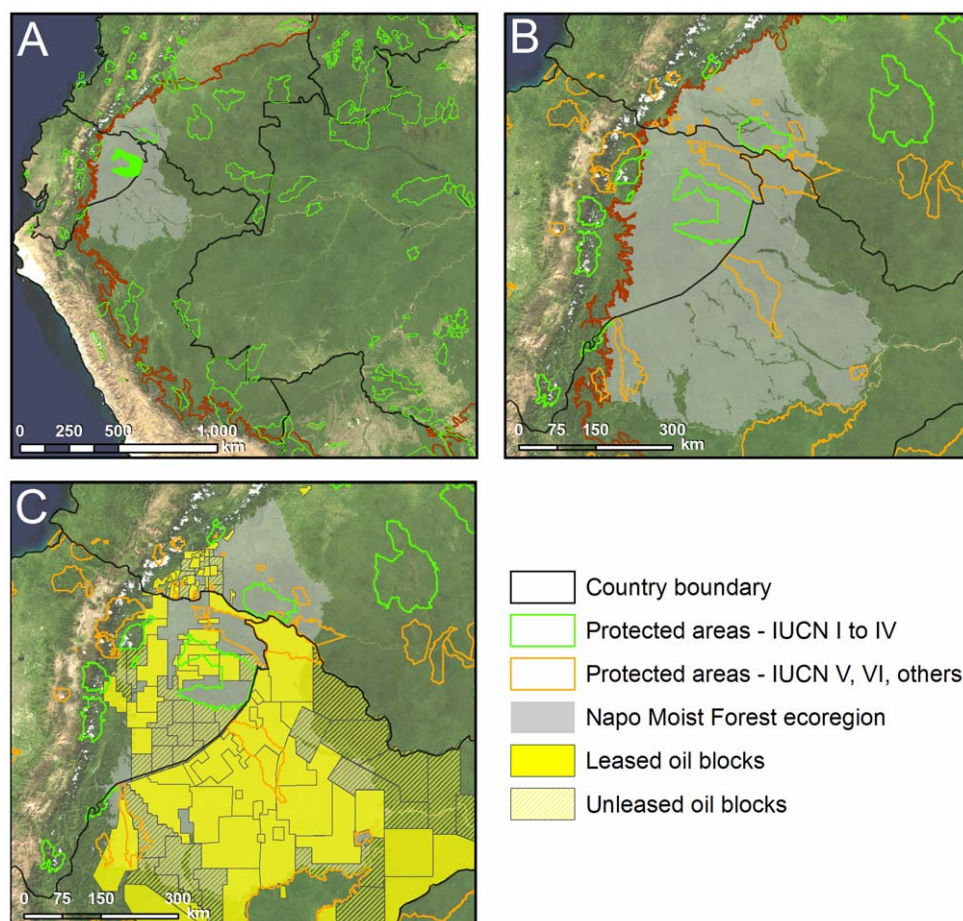 A
0 250 500 1,000
km
B
0 75 150 300
km
C
0 75 150 300
km
Country boundary
Protected areas - IUCN I to IV
Protected areas - IUCN V, VI, others
Napo Moist Forest ecoregion
Leased oil blocks
Unleased oil blocks